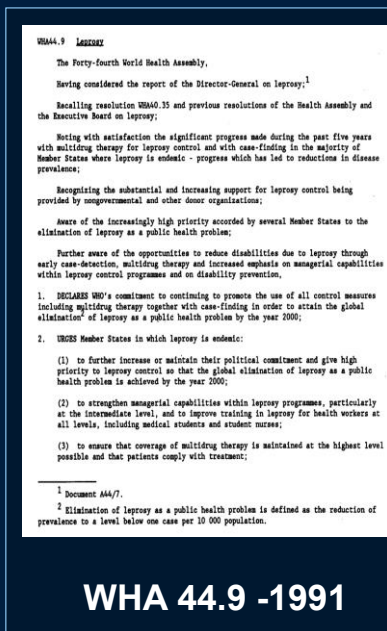 WHA44.9 Leprosy
The Forty-fourth World Health Assembly,
Having considered the report of the Director-General on leprosy;1
Recalling resolution WHA40.35 and previous resolutions of the Health Assembly and
the Executive Board on leprosy;
Noting with satisfaction the significant progress made during the past five years
with multidrug therapy for leprosy control and with case-finding in the majority of
Member States where leprosy is endemic - progress which has led to reductions in disease
prevalence;
Recognizing the substantial and increasing support for leprosy control being
provided by nongovernmental and other donor organizations;
Aware of the increasingly high priority accorded by several Member States to the
elimination of leprosy as a public health problem;
Further aware of the opportunities to reduce disabilities due to leprosy through
early case-detection, multidrug therapy and increased emphasis on managerial capabilities
within leprosy control programmes and on disability prevention,
1. DECLARES WHO's commitment to continuing to promote the use of all control measures
including multidrug therapy together with case-finding in order to attain the global
elimination2 of leprosy as a public health problem by the year 2000;
2. URGES Member States in which leprosy is endemic:
(1) to further increase or maintain their political commitment and give high
priority to leprosy control so that the global elimination of leprosy as a public
health problem is achieved by the year 2000;
(2) to strengthen managerial capabilities within leprosy programmes, particularly
at the intermediate level, and to improve training in leprosy for health workers at
all levels, including medical students and student nurses;
(3) to ensure that coverage of multidrug therapy is maintained at the highest level
possible and that patients comply with treatment;
1 Document A44/7.
2 Elimination of leprosy as a public health problem is defined as the reduction of
prevalence to a level below one case per 10 000 population.
WHA 44.9 -1991